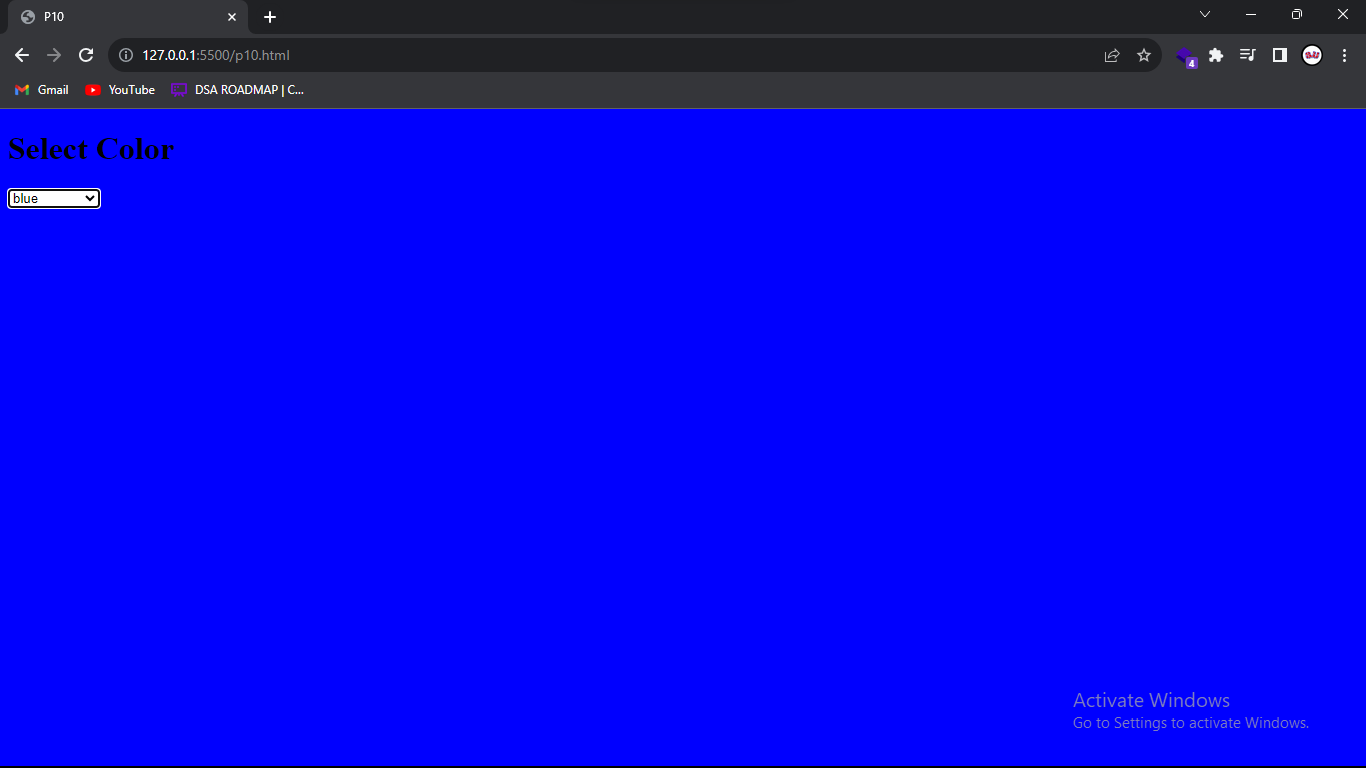 P10
127.0.0.1:5500/p10.html
4
Gmail
YouTube
DSA ROADMAP | C...
Select Color
blue
Activate Windows
Go to Settings to activate Windows.